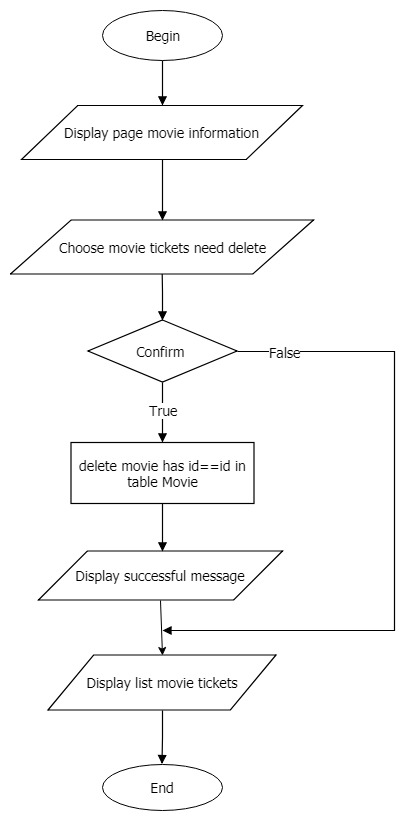 Begin
Display page movie information
Choose movie tickets need delete
Confirm
False
True
delete movie has id==id in
table Movie
Display successful message
Display list movie tickets
End